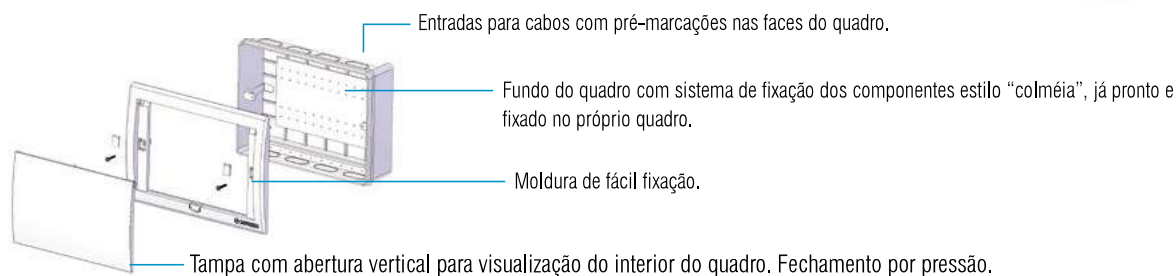 Entradas para cabos com pré-marcações nas faces do quadro.
Fundo do quadro com sistema de fixação dos componentes estilo “colméia”, já pronto e
fixado no próprio quadro.
Moldura de fácil fixação.
Tampa com abertura vertical para visualização do interior do quadro. Fechamento por pressão.